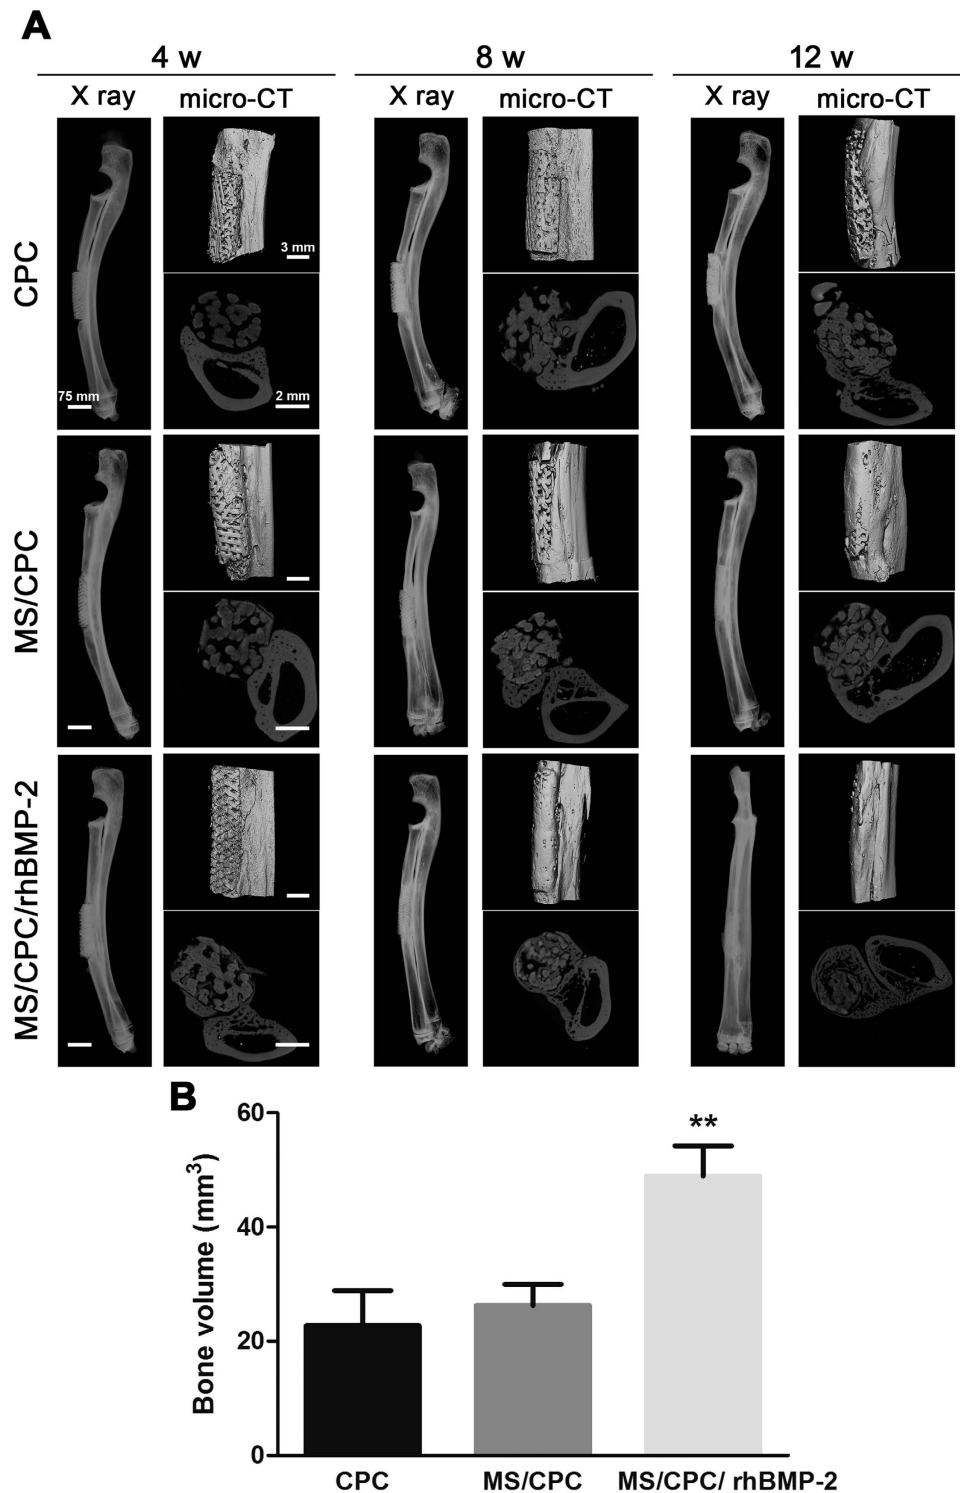 A
4 w 8 w 12 w
X ray micro-CT X ray micro-CT X ray micro-CT
CPC
3 mm
75 mm
2 mm
MS/CPC
MS/CPC/rhBMP-2
B
Bone volume (mm³)
60
**
40
20
0
CPC MS/CPC MS/CPC/ rhBMP-2